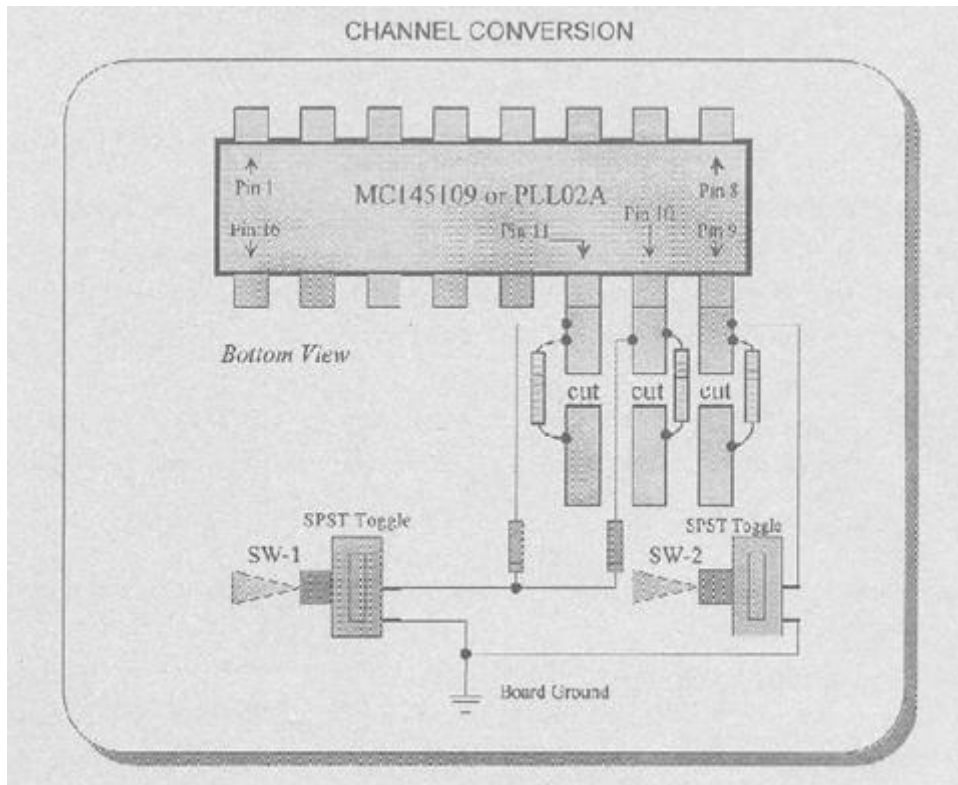 CHANNEL CONVERSION
Pin 1
Pin 8
MC145109 or PLL02A
Pin 16
Pin 11
Pin 10
Pin 9
Bottom View
cut
cut
cut
SPST Toggle
SPST Toggle
SW-1
SW-2
Board Ground